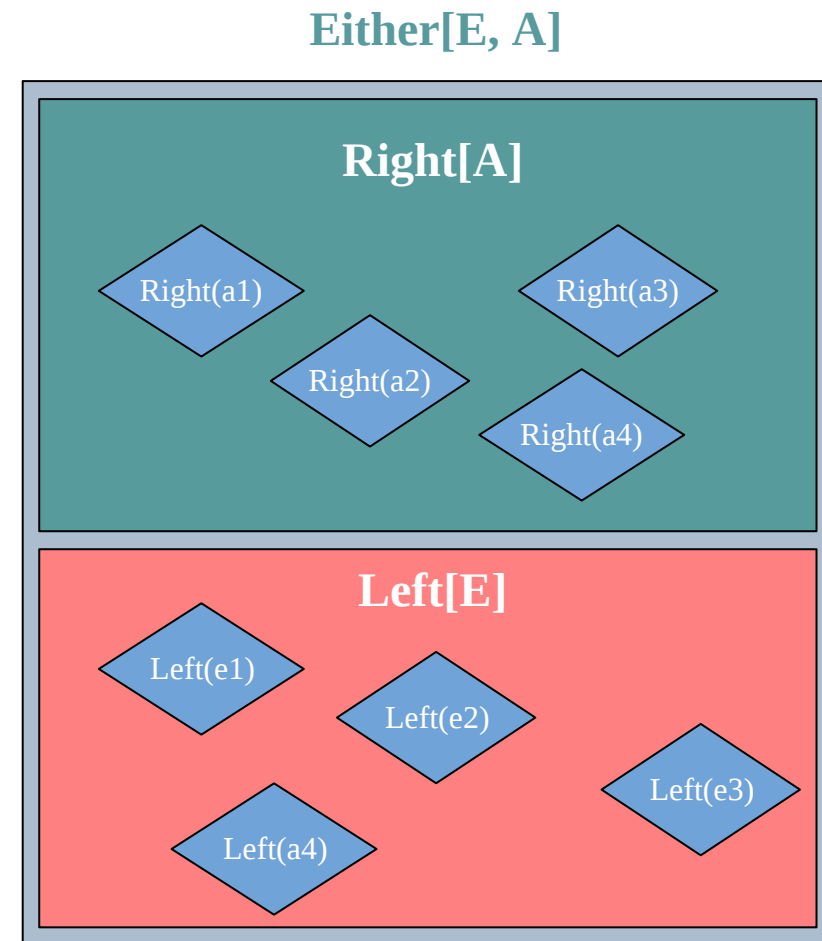 Either[E, A]
Right[A]
Right(a1)
Right(a3)
Right(a2)
Right(a4)
Left[E]
Left(e1)
Left(e2)
Left(e3)
Left(a4)